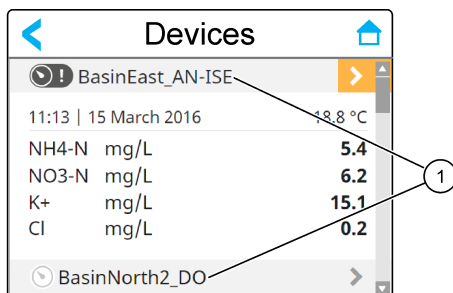 Devices
BasinEast_AN-ISE
11:13 | 15 March 2016 18.8 °C
NH4-N mg/L 5.4
NO3-N mg/L 6.2
K+ mg/L 15.1
Cl mg/L 0.2
BasinNorth2_DO
1